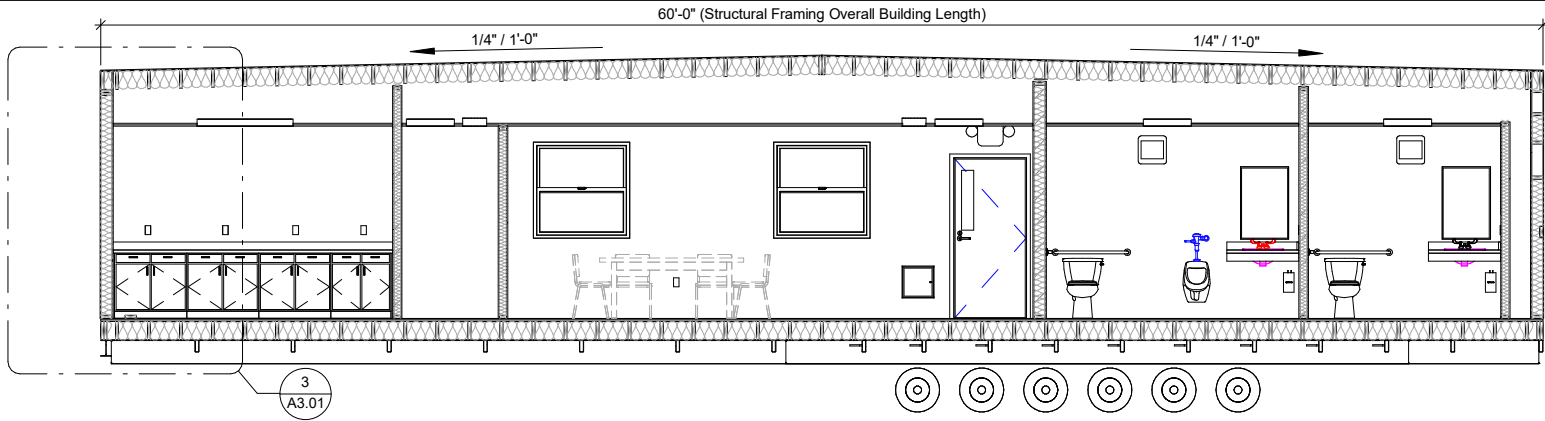 60'-0" (Structural Framing Overall Building Length)
1/4" / 1'-0"
1/4" / 1'-0"
3
A3.01